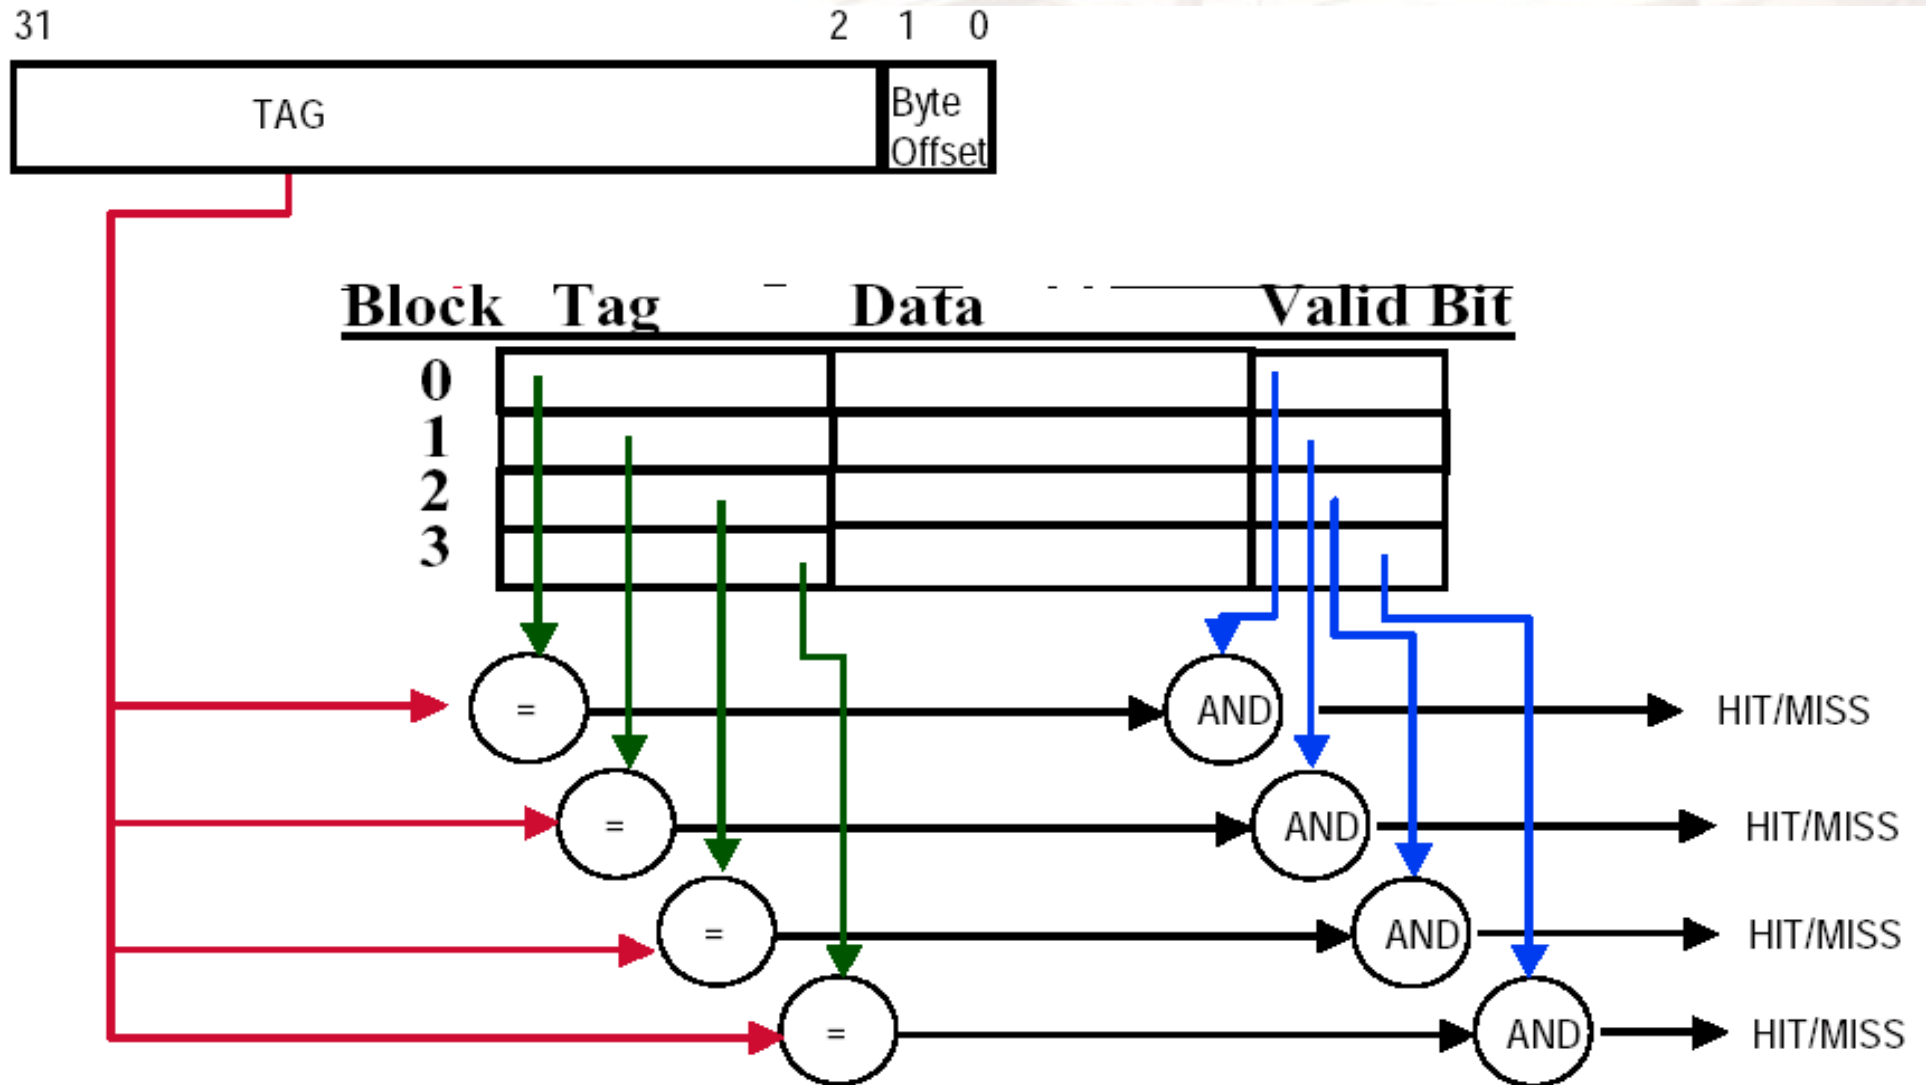 31 2 1 0
TAG
Byte
Offset
Block Tag Data Valid Bit
0
1
2
3
= AND HIT/MISS
= AND HIT/MISS
= AND HIT/MISS
= AND HIT/MISS